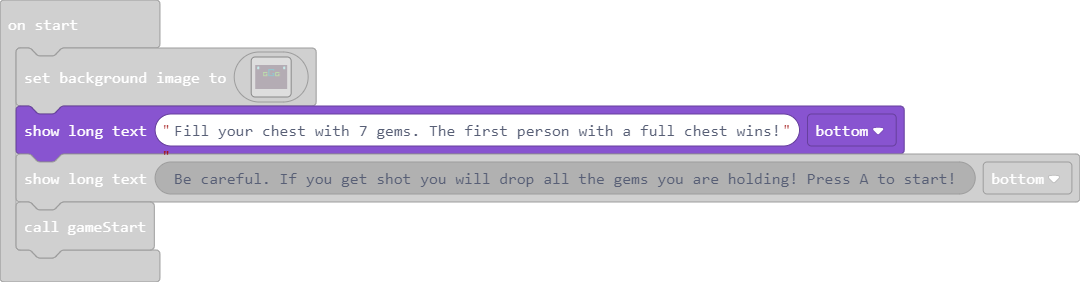 on start
set background image to
show long text "Fill your chest with 7 gems. The first person with a full chest wins!" bottom
show long text " Be careful. If you get shot you will drop all the gems you are holding! Press A to start! bottom
call gameStart